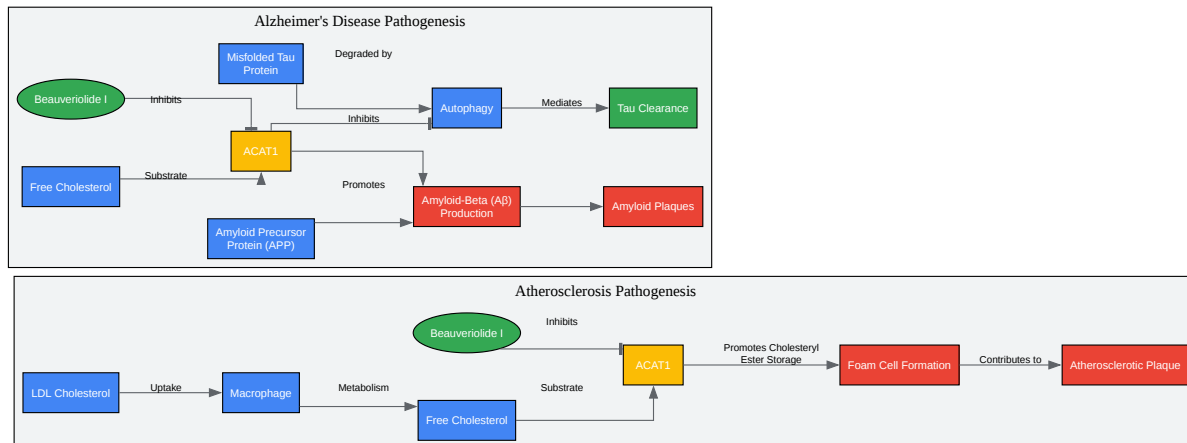 Alzheimer's Disease Pathogenesis
Misfolded Tau
Protein
Degraded by
Beauveriolide I
Inhibits
Autophagy
Mediates
Tau Clearance
Inhibits
ACAT1
Free Cholesterol
Substrate
Promotes
Amyloid-Beta (Aβ)
Production
Amyloid Plaques
Amyloid Precursor
Protein (APP)
Atherosclerosis Pathogenesis
Beauveriolide I
Inhibits
ACAT1
Promotes Cholesteryl
Ester Storage
Foam Cell Formation
Contributes to
Atherosclerotic Plaque
LDL Cholesterol
Uptake
Macrophage
Metabolism
Free Cholesterol
Substrate